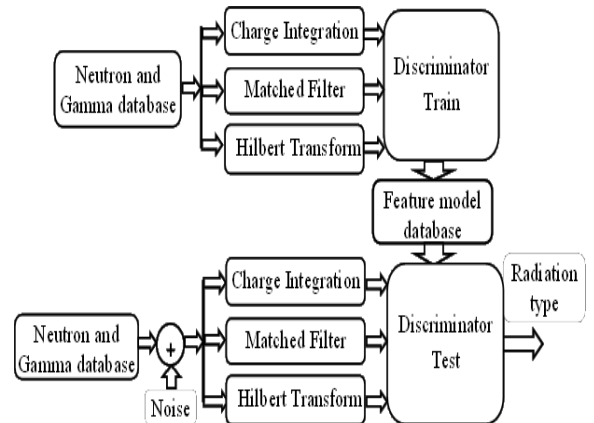 Charge Integration
Neutron and
Gamma database
Matched Filter
Hilbert Transform
Discriminator
Train
Feature model
database
Charge Integration
Neutron and
Gamma database
+
Noise
Matched Filter
Hilbert Transform
Discriminator
Test
Radiation
type